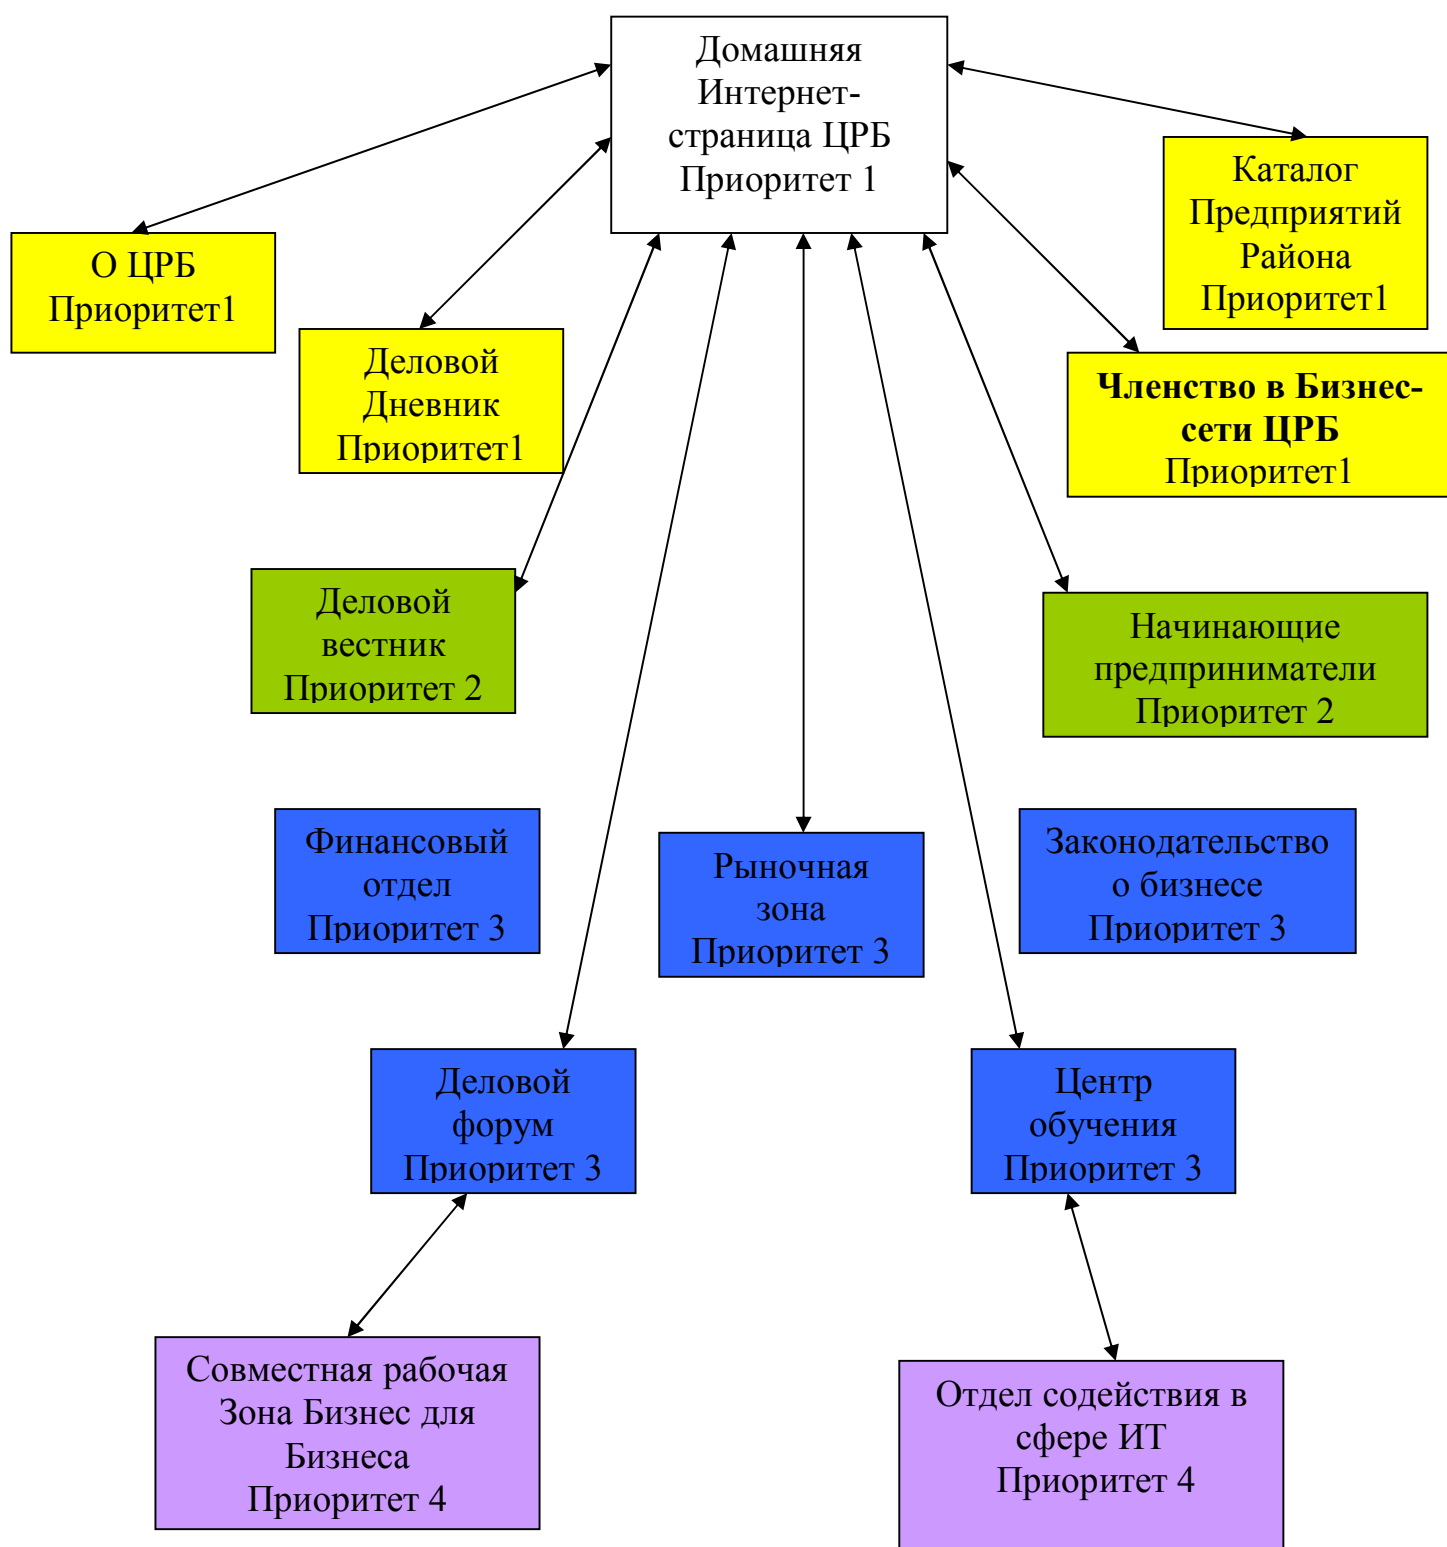 Домашняя
Интернет-
страница ЦРБ
Приоритет 1
Каталог
Предприятий
Района
Приоритет1
О ЦРБ
Приоритет1
Деловой
Дневник
Приоритет1
Членство в Бизнес-
сети ЦРБ
Приоритет1
Деловой
вестник
Приоритет 2
Начинающие
предприниматели
Приоритет 2
Финансовый
отдел
Приоритет 3
Рыночная
зона
Приоритет 3
Законодательство
о бизнесе
Приоритет 3
Деловой
форум
Приоритет 3
Центр
обучения
Приоритет 3
Совместная рабочая
Зона Бизнес для
Бизнеса
Приоритет 4
Отдел содействия в
сфере ИТ
Приоритет 4